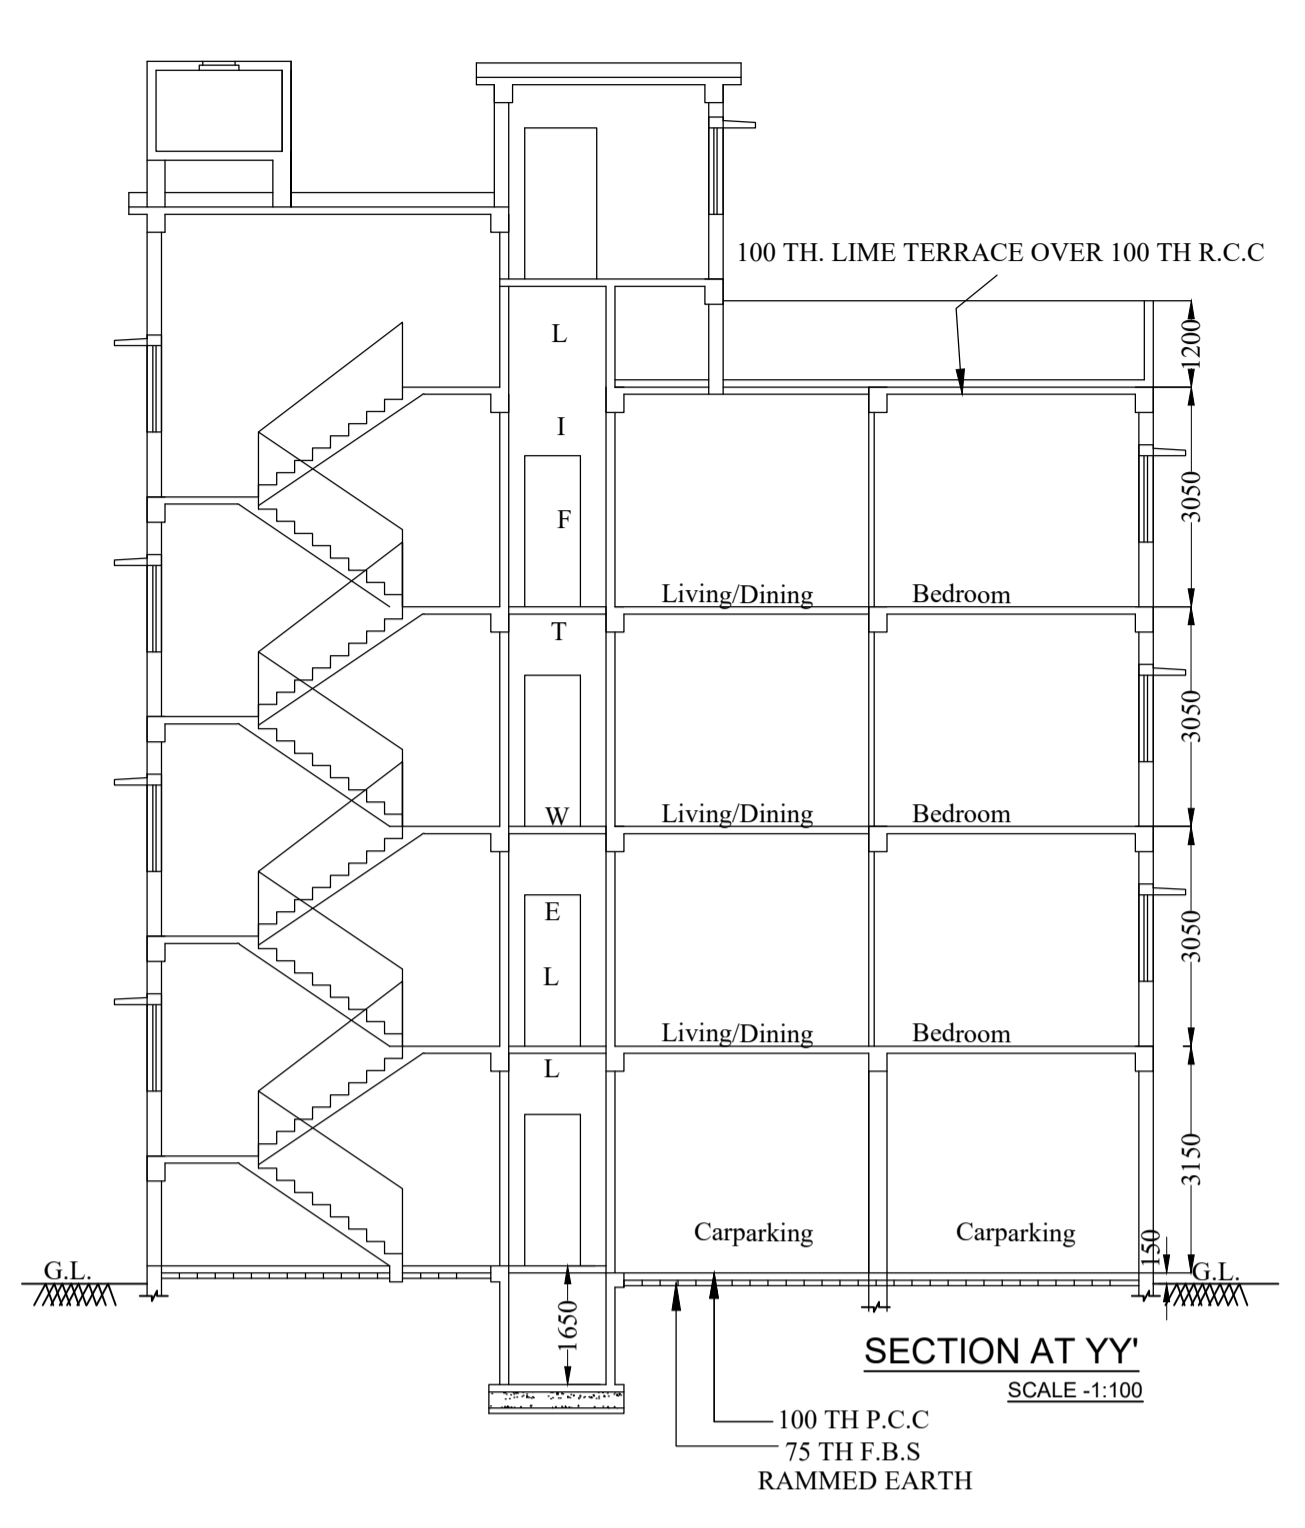 100 TH. LIME TERRACE OVER 100 TH R.C.C
1200
L
I
3050
F
Living/Dining Bedroom
T
3050
W
Living/Dining Bedroom
E
3050
L
Living/Dining Bedroom
L
3150
Carparking Carparking
150
G.L. G.L.
1650
SECTION AT YY'
SCALE -1:100
100 TH P.C.C
75 TH F.B.S
RAMMED EARTH